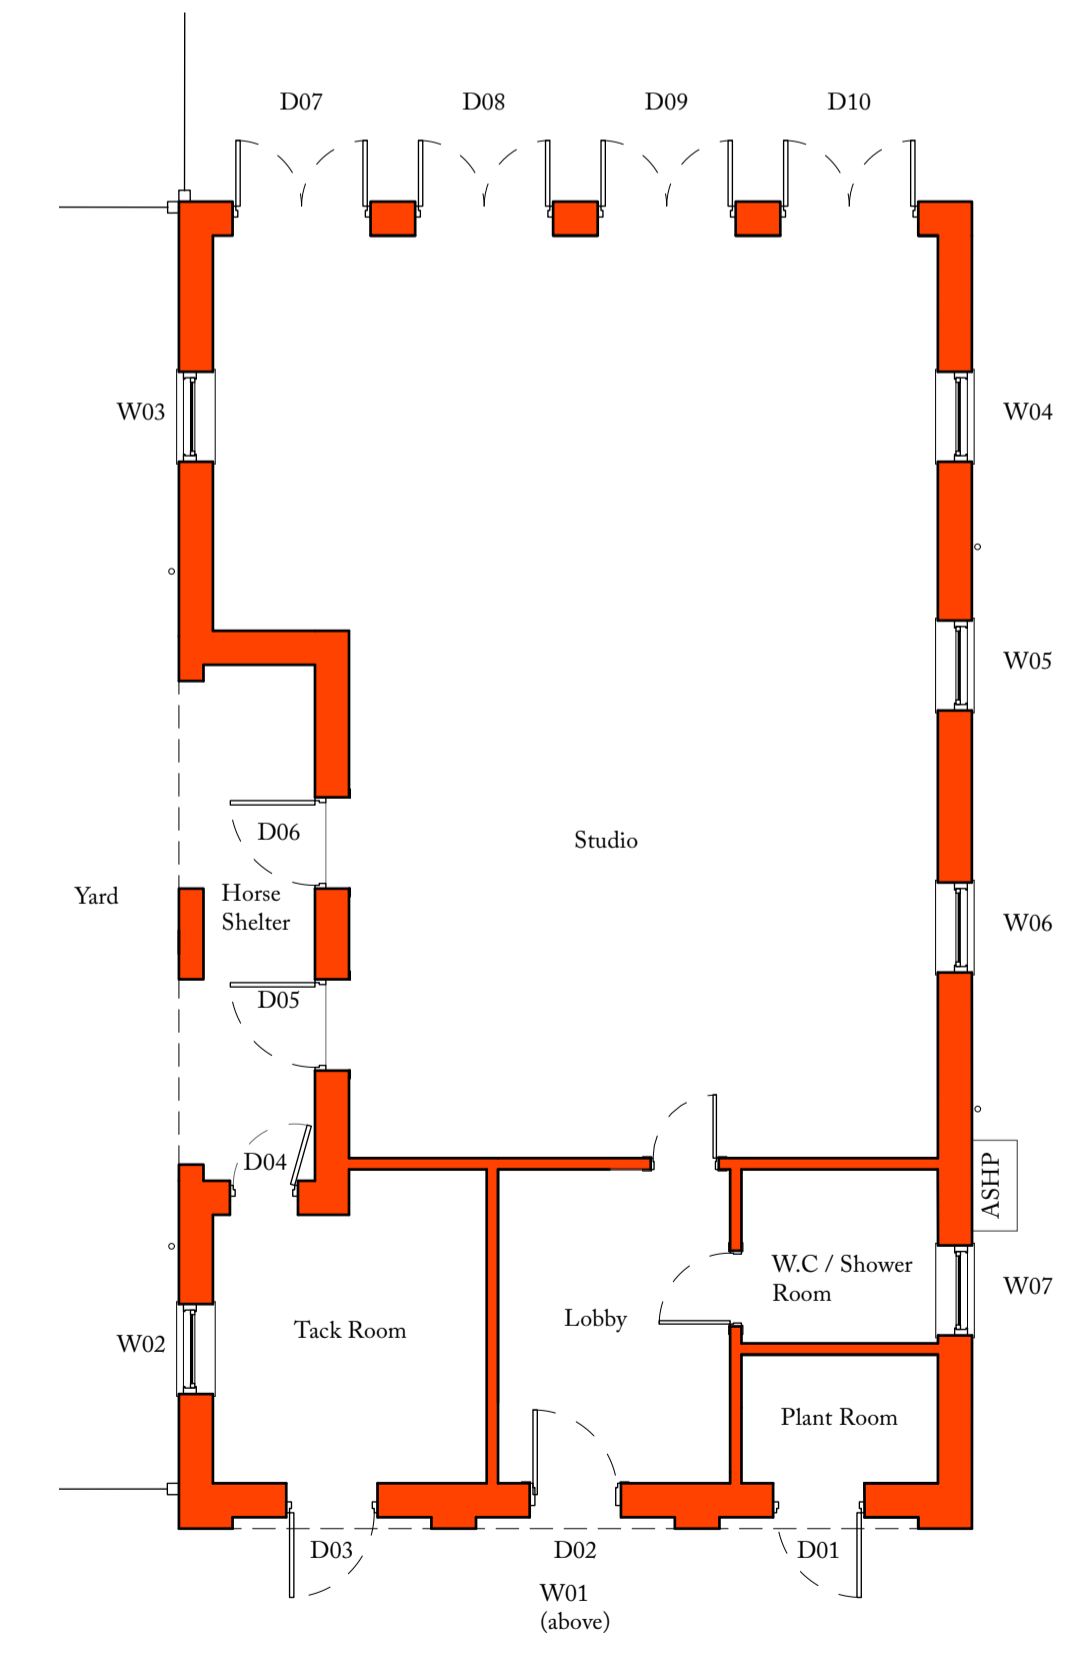 D07
D08
D09
D10
W03
W04
W05
D06
Studio
Yard
Horse
Shelter
W06
D05
D04
ASHP
W.C / Shower
Room
W07
Lobby
Tack Room
W02
Plant Room
D03
D02
D01
W01
(above)